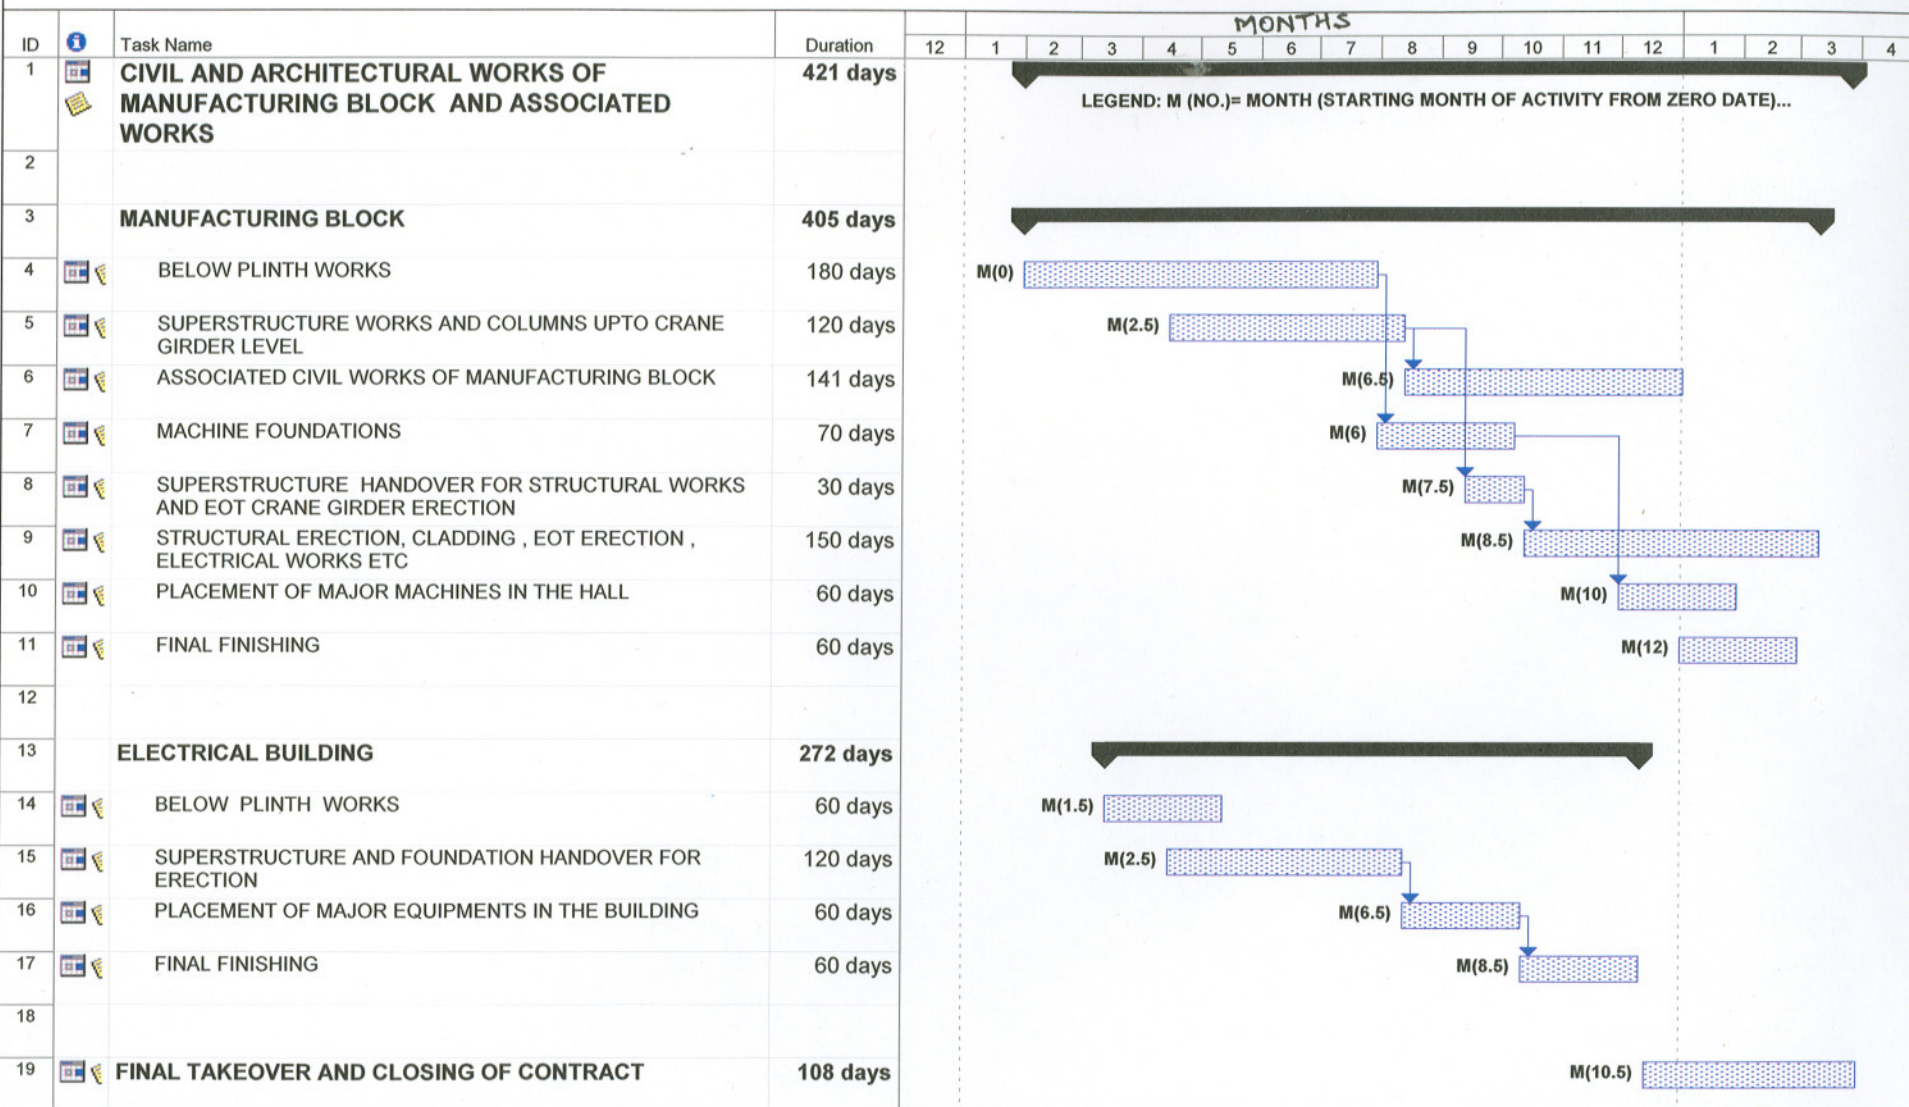 MONTHS
ID Task Name Duration 12 1 2 3 4 5 6 7 8 9 10 11 12 1 2 3 4
1 CIVIL AND ARCHITECTURAL WORKS OF 421 days
MANUFACTURING BLOCK AND ASSOCIATED
WORKS
LEGEND: M (NO.)= MONTH (STARTING MONTH OF ACTIVITY FROM ZERO DATE)...
2
3 MANUFACTURING BLOCK 405 days
4 BELOW PLINTH WORKS 180 days M(0)
5 SUPERSTRUCTURE WORKS AND COLUMNS UPTO CRANE 120 days M(2.5)
GIRDER LEVEL
6 ASSOCIATED CIVIL WORKS OF MANUFACTURING BLOCK 141 days M(6.5)
7 MACHINE FOUNDATIONS 70 days M(6)
8 SUPERSTRUCTURE HANDOVER FOR STRUCTURAL WORKS 30 days M(7.5)
AND EOT CRANE GIRDER ERECTION
9 STRUCTURAL ERECTION, CLADDING , EOT ERECTION , 150 days M(8.5)
ELECTRICAL WORKS ETC
10 PLACEMENT OF MAJOR MACHINES IN THE HALL 60 days M(10)
11 FINAL FINISHING 60 days M(12)
12
13 ELECTRICAL BUILDING 272 days
14 BELOW PLINTH WORKS 60 days M(1.5)
15 SUPERSTRUCTURE AND FOUNDATION HANDOVER FOR 120 days M(2.5)
ERECTION
16 PLACEMENT OF MAJOR EQUIPMENTS IN THE BUILDING 60 days M(6.5)
17 FINAL FINISHING 60 days M(8.5)
18
19 FINAL TAKEOVER AND CLOSING OF CONTRACT 108 days M(10.5)